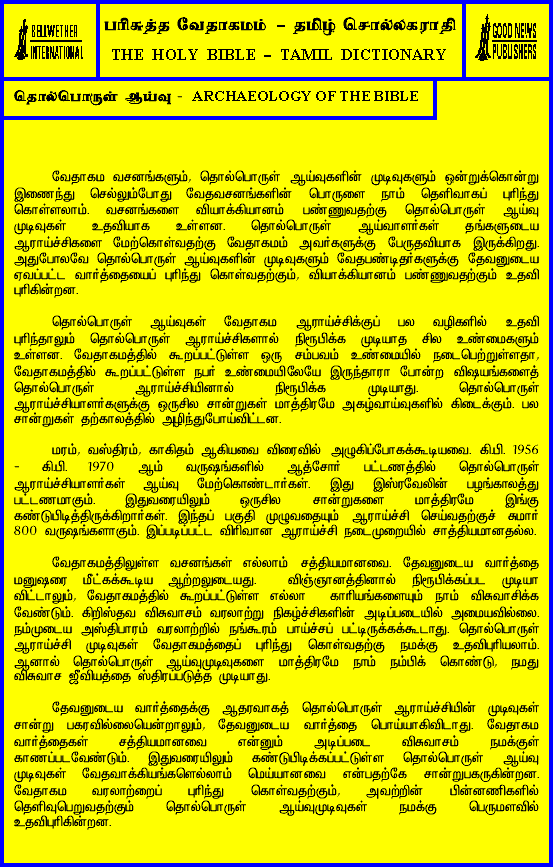 BELLWETHER
INTERNATIONAL
பரிசுத்த வேதாகமம் – தமிழ் சொல்லகராதி
THE HOLY BIBLE – TAMIL DICTIONARY
GOOD NEWS
PUBLISHERS
தொல்பொருள் ஆய்வு - ARCHAEOLOGY OF THE BIBLE
வேதாகம வசனங்களும், தொல்பொருள் ஆய்வுகளின் முடிவுகளும் ஒன்றுக்கொன்று
இணைந்து செல்லும்போது வேதவசனங்களின் பொருளை நாம் தெளிவாகப் புரிந்து
கொள்ளலாம். வசனங்களை வியாக்கியானம் பண்ணுவதற்கு தொல்பொருள் ஆய்வு
முடிவுகள் உதவியாக உள்ளன. தொல்பொருள் ஆய்வாளர்கள் தங்களுடைய
ஆராய்ச்சிகளை மேற்கொள்வதற்கு வேதாகமம் அவர்களுக்கு பேருதவியாக இருக்கிறது.
அதுபோலவே தொல்பொருள் ஆய்வுகளின் முடிவுகளும் வேதபண்டிதர்களுக்கு தேவனுடைய
ஏவப்பட்ட வார்த்தையைப் புரிந்து கொள்வதற்கும், வியாக்கியானம் பண்ணுவதற்கும் உதவி
புரிகின்றன.
தொல்பொருள் ஆய்வுகள் வேதாகம ஆராய்ச்சிக்குப் பல வழிகளில் உதவி
புரிந்தாலும் தொல்பொருள் ஆராய்ச்சிகளால் நிரூபிக்க முடியாத சில உண்மைகளும்
உள்ளன. வேதாகமத்தில் கூறப்பட்டுள்ள ஒரு சம்பவம் உண்மையில் நடைபெற்றுள்ளதா,
வேதாகமத்தில் கூறப்பட்டுள்ள நபர் உண்மையிலேயே இருந்தாரா போன்ற விஷயங்களைத்
தொல்பொருள் ஆராய்ச்சியினால் நிரூபிக்க முடியாது. தொல்பொருள்
ஆராய்ச்சியாளர்களுக்கு ஒருசில சான்றுகள் மாத்திரமே அகழ்வாய்வுகளில் கிடைக்கும். பல
சான்றுகள் தற்காலத்தில் அழிந்துபோய்விட்டன.
மரம், வஸ்திரம், காகிதம் ஆகியவை விரைவில் அழுகிப்போகக்கூடியவை. கி.பி. 1956
– கி.பி. 1970 ஆம் வருஷங்களில் ஆத்சோர் பட்டணத்தில் தொல்பொருள்
ஆராய்ச்சியாளர்கள் ஆய்வு மேற்கொண்டார்கள். இது இஸ்ரவேலின் பழங்காலத்து
பட்டணமாகும். இதுவரையிலும் ஒருசில சான்றுகளை மாத்திரமே இங்கு
கண்டுபிடித்திருக்கிறார்கள். இந்தப் பகுதி முழுவதையும் ஆராய்ச்சி செய்வதற்குச் சுமார்
800 வருஷங்களாகும். இப்படிப்பட்ட விரிவான ஆராய்ச்சி நடைமுறையில் சாத்தியமானதல்ல.
வேதாகமத்திலுள்ள வசனங்கள் எல்லாம் சத்தியமானவை. தேவனுடைய வார்த்தை
மனுஷரை மீட்கக்கூடிய ஆற்றலுடையது. விஞ்ஞானத்தினால் நிரூபிக்கப்பட முடியா
விட்டாலும், வேதாகமத்தில் கூறப்பட்டுள்ள எல்லா காரியங்களையும் நாம் விசுவாசிக்க
வேண்டும். கிறிஸ்தவ விசுவாசம் வரலாற்று நிகழ்ச்சிகளின் அடிப்படையில் அமையவில்லை.
நம்முடைய அஸ்திபாரம் வரலாற்றில் நங்கூரம் பாய்ச்சப் பட்டிருக்கக்கூடாது. தொல்பொருள்
ஆராய்ச்சி முடிவுகள் வேதாகமத்தைப் புரிந்து கொள்வதற்கு நமக்கு உதவிபுரியலாம்.
ஆனால் தொல்பொருள் ஆய்வுமுடிவுகளை மாத்திரமே நாம் நம்பிக் கொண்டு, நமது
விசுவாச ஜீவியத்தை ஸ்திரப்படுத்த முடியாது.
தேவனுடைய வார்த்தைக்கு ஆதரவாகத் தொல்பொருள் ஆராய்ச்சியின் முடிவுகள்
சான்று பகரவில்லையென்றாலும், தேவனுடைய வார்த்தை பொய்யாகிவிடாது. வேதாகம
வார்த்தைகள் சத்தியமானவை என்னும் அடிப்படை விசுவாசம் நமக்குள்
காணப்படவேண்டும். இதுவரையிலும் கண்டுபிடிக்கப்பட்டுள்ள தொல்பொருள் ஆய்வு
முடிவுகள் வேதவாக்கியங்களெல்லாம் மெய்யானவை என்பதற்கே சான்றுபகருகின்றன.
வேதாகம வரலாற்றைப் புரிந்து கொள்வதற்கும், அவற்றின் பின்னணிகளில்
தெளிவுபெறுவதற்கும் தொல்பொருள் ஆய்வுமுடிவுகள் நமக்கு பெருமளவில்
உதவிபுரிகின்றன.